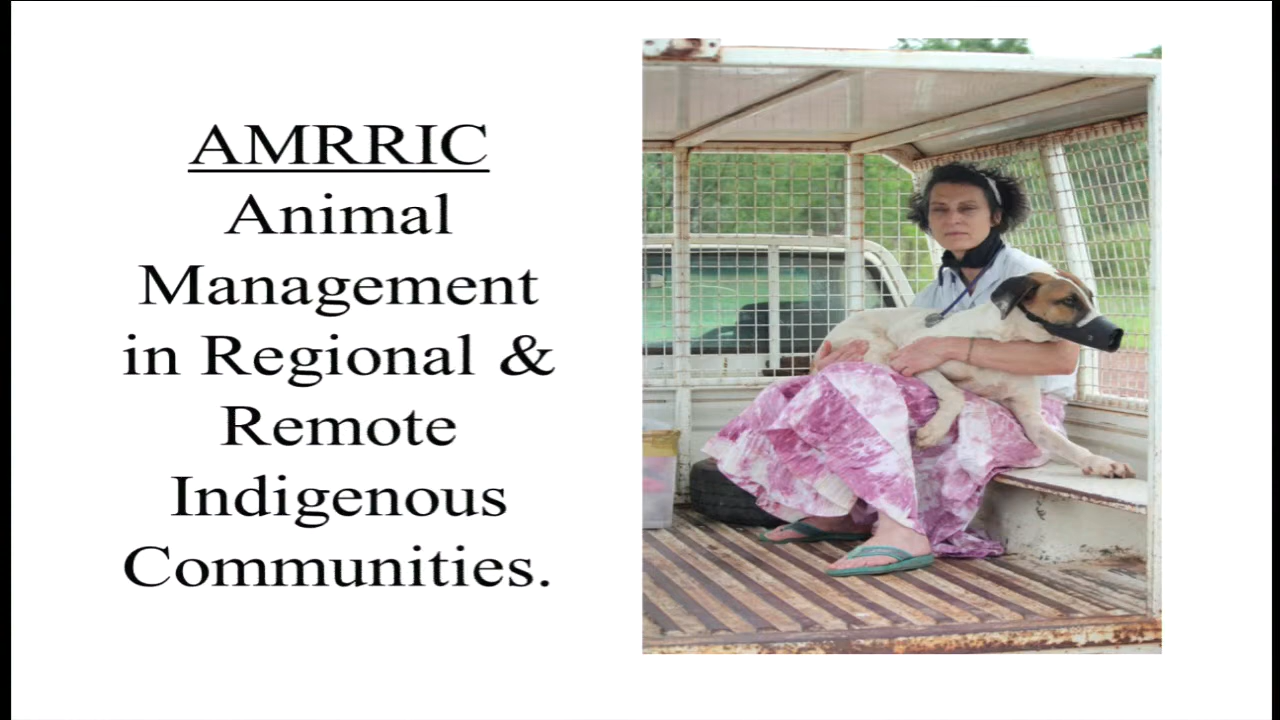 AMRRIC
Animal
Management
in Regional &
Remote
Indigenous
Communities.